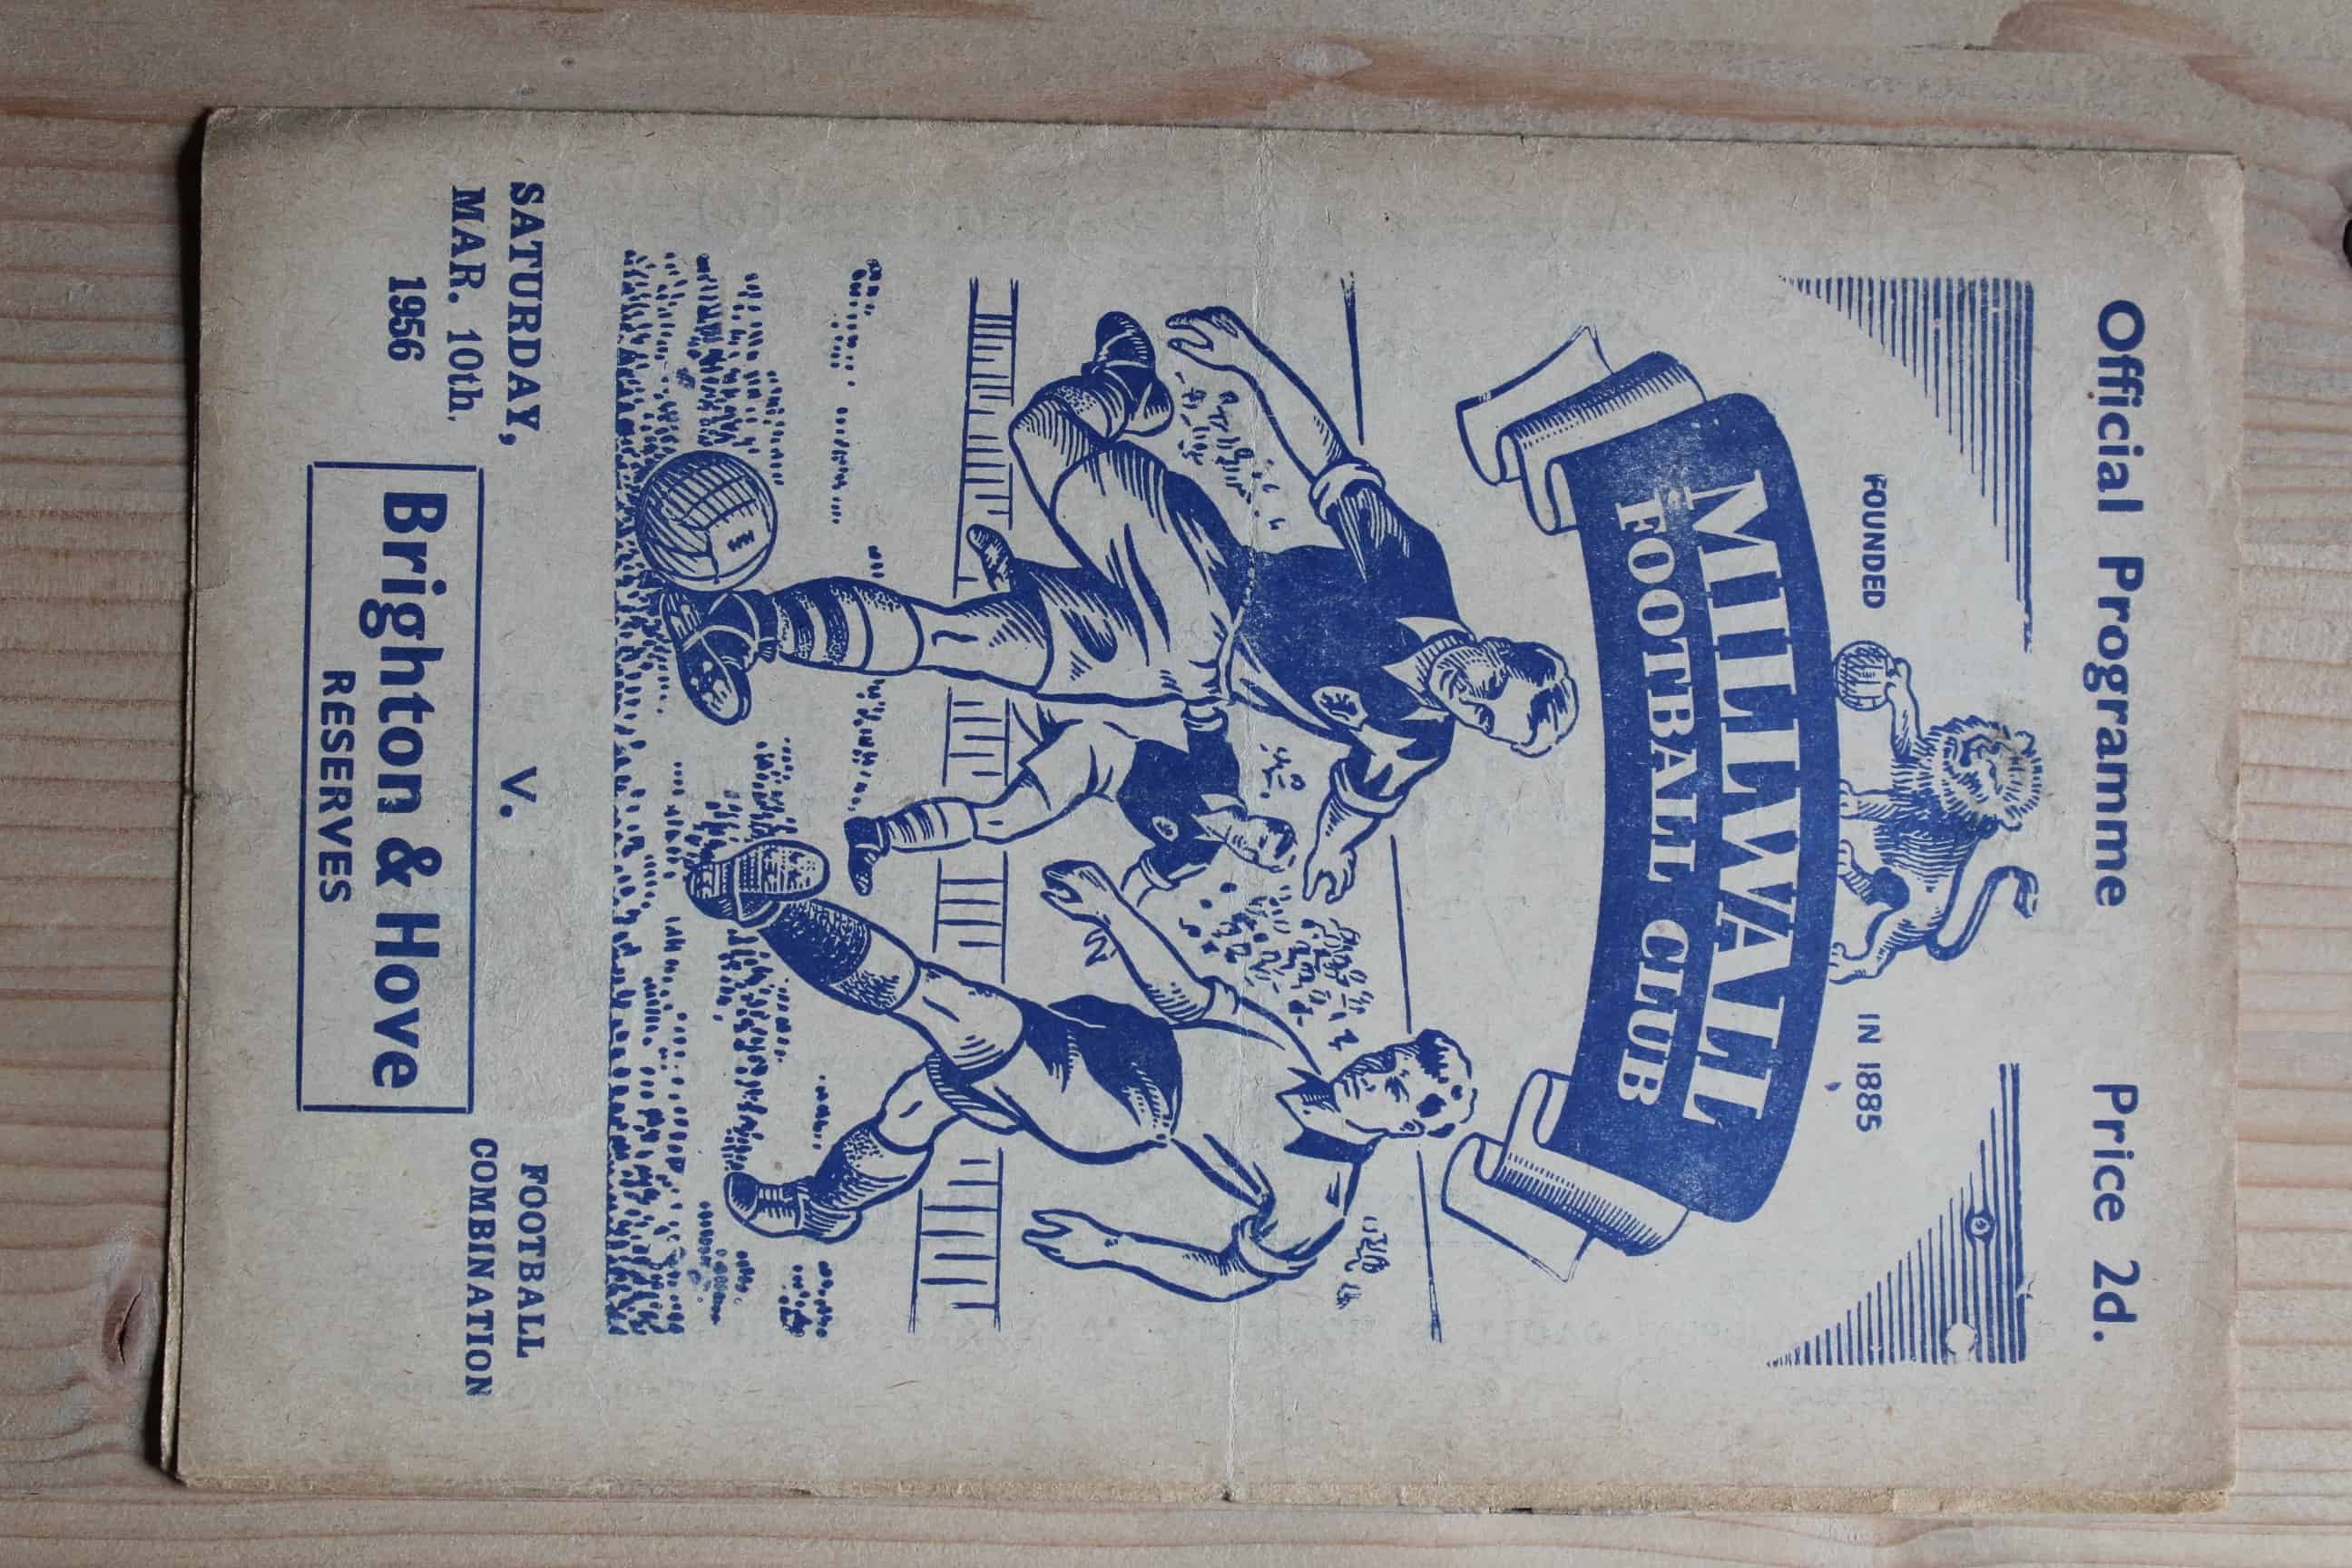 Official Programme Price 2d.
FOUNDED IN 1885
MILLWALL
FOOTBALL CLUB
SATURDAY,
MAR. 10th.
1956
V.
FOOTBALL
COMBINATION
Brighton & Hove
RESERVES